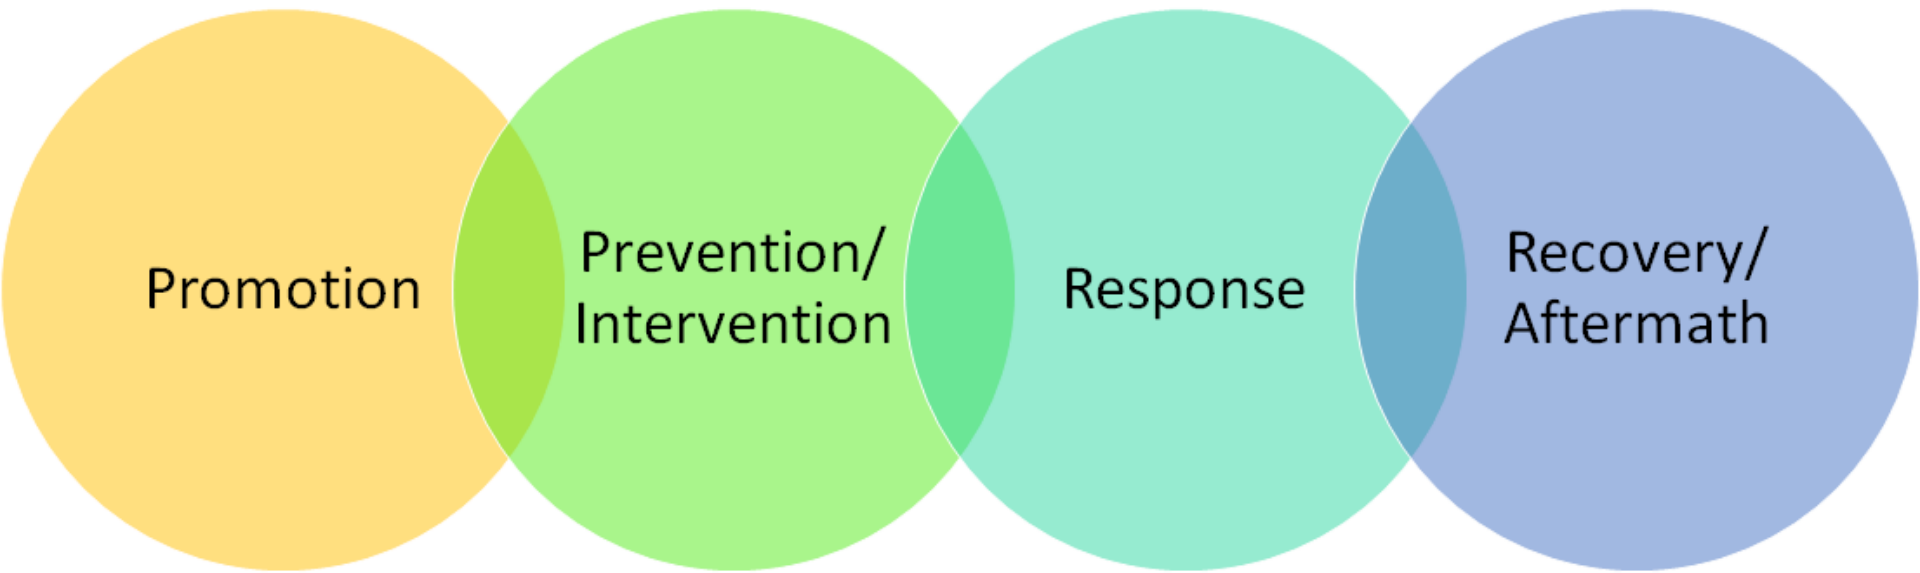 Promotion
Prevention/
Intervention
Response
Recovery/
Aftermath